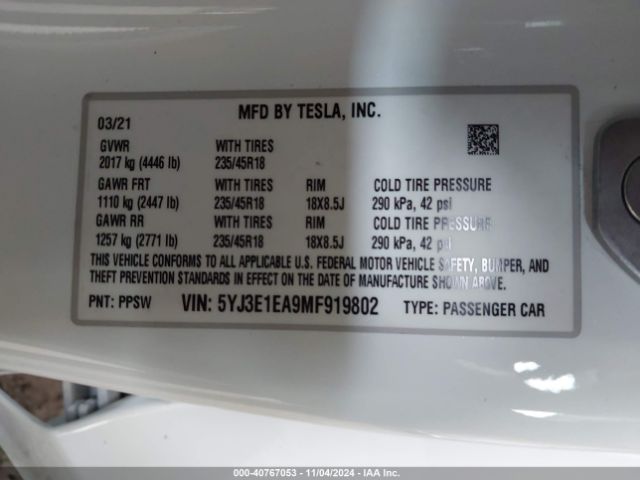 MFD BY TESLA, INC.
03/21
GVWR WITH TIRES
2017 kg (4446 lb) 235/45R18
GAWR FRT WITH TIRES RIM COLD TIRE PRESSURE
1110 kg (2447 lb) 235/45R18 18X8.5J 290 kPa, 42 psi
GAWR RR WITH TIRES RIM COLD TIRE PRESSURE
1257 kg (2771 lb) 235/45R18 18X8.5J 290 kPa, 42 psi
THIS VEHICLE CONFORMS TO ALL APPLICABLE U.S. FEDERAL MOTOR VEHICLE SAFETY, BUMPER, AND
THEFT PREVENTION STANDARDS IN EFFECT ON THE DATE OF MANUFACTURE SHOWN ABOVE.
PNT: PPSW VIN: 5YJ3E1EA9MF919802 TYPE: PASSENGER CAR
00 - 40767053 - 11/04/2024 - IAA Inc.